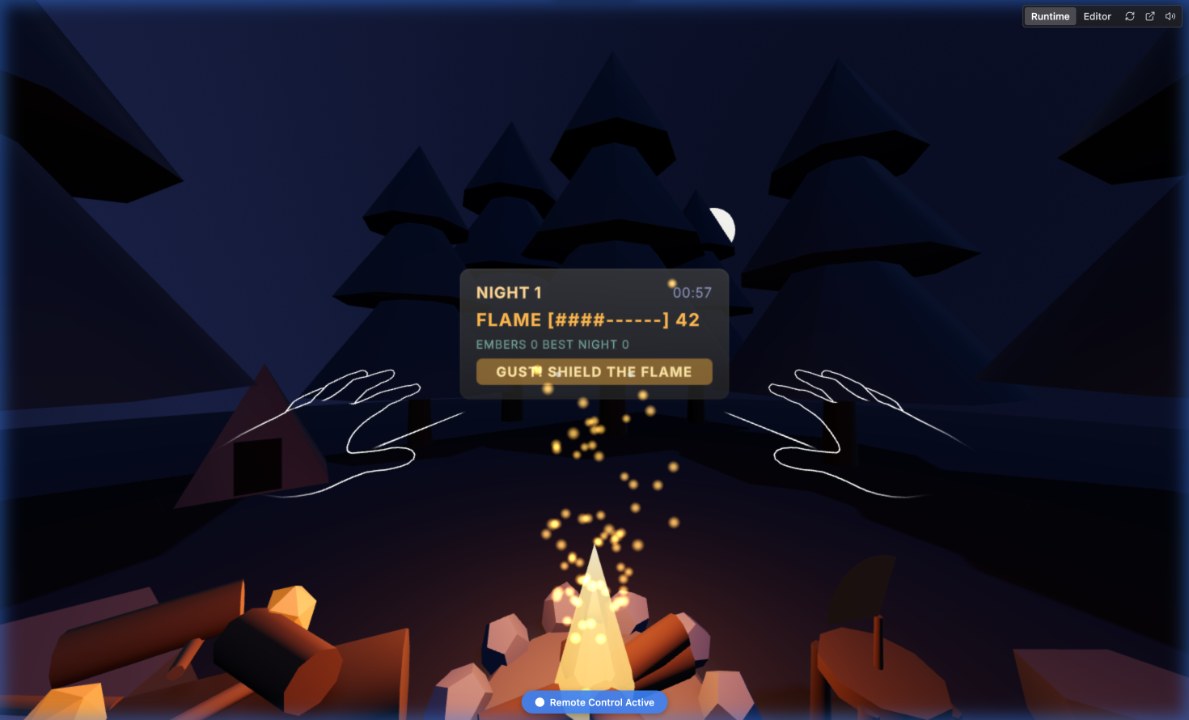 Runtime Editor
NIGHT 1 00:57
FLAME [####------] 42
EMBERS 0 BEST NIGHT 0
GUST! SHIELD THE FLAME
Remote Control Active